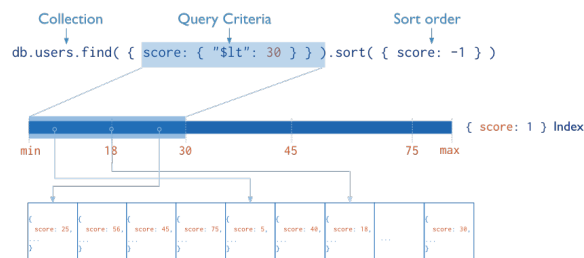 Collection Query Criteria Sort order
db.users.find( { score: { "$lt": 30 } } ).sort( { score: -1 } )
{ score: 1 } Index
min 18 30 45 75 max
{ { { { { { { {
score: 25, score: 56, score: 45, score: 75, score: 5, score: 40, score: 18, score: 30,
... ... ... ... ... ... ... ... ...
} } } } } } } }